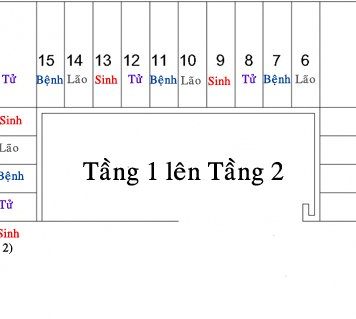 15 14 13 12 11 10 9 8 7 6
Tử Bệnh Lão Sinh Tử Bệnh Lão Sinh Tử Bệnh Lão
Sinh
Lão
Bệnh
Tử
Sinh
2)
Tầng 1 lên Tầng 2